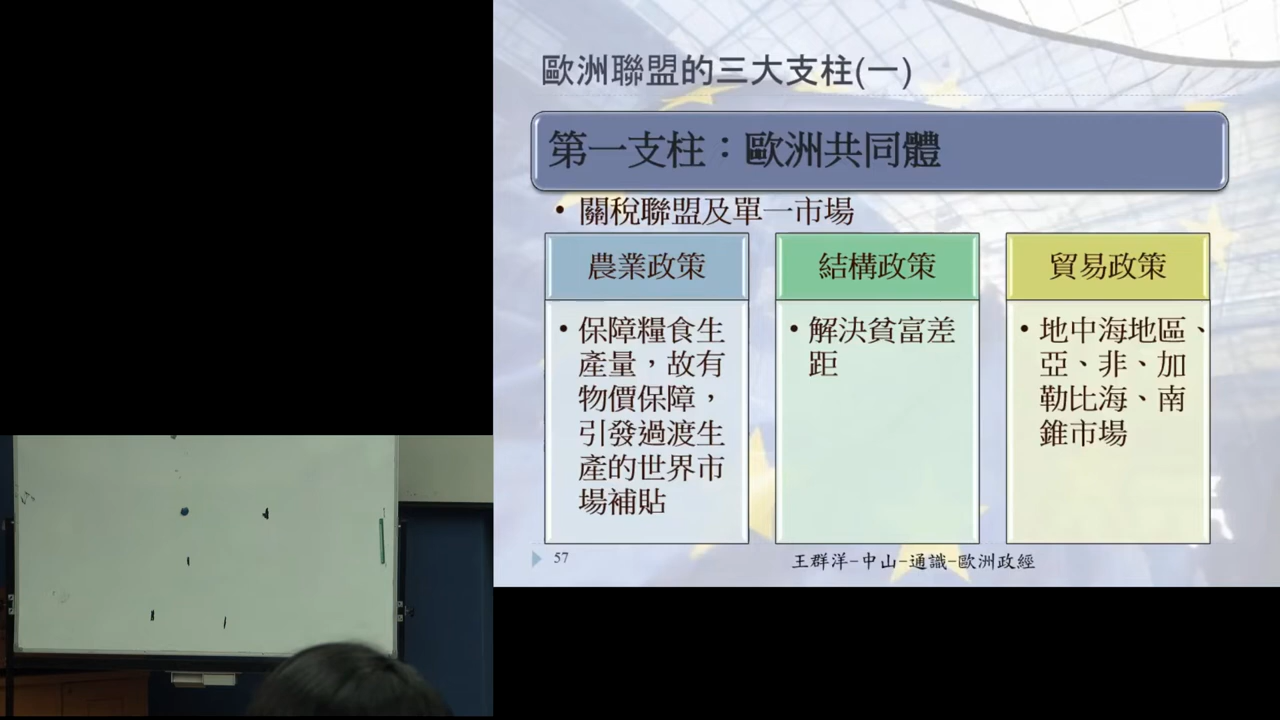 歐洲聯盟的三大支柱(一)
第一支柱：歐洲共同體
• 關稅聯盟及單一市場
農業政策
• 保障糧食生
產量，故有
物價保障，
引發過渡生
產的世界市
場補貼
結構政策
• 解決貧富差
距
貿易政策
• 地中海地區、
亞、非、加
勒比海、南
錐市場
57
王群洋-中山-通識-歐洲政經